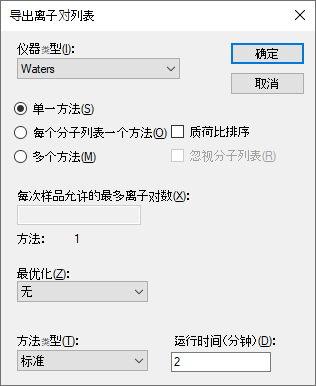 导出离子对列表
仪器类型(I):
确定
Waters
取消
单一方法(S)
每个分子列表一个方法(O)
质荷比排序
多个方法(M)
忽视分子列表(R)
每次样品允许的最多离子对数(X):
方法: 1
最优化(Z):
无
方法类型(T):
运行时间(分钟)(D):
标准
2